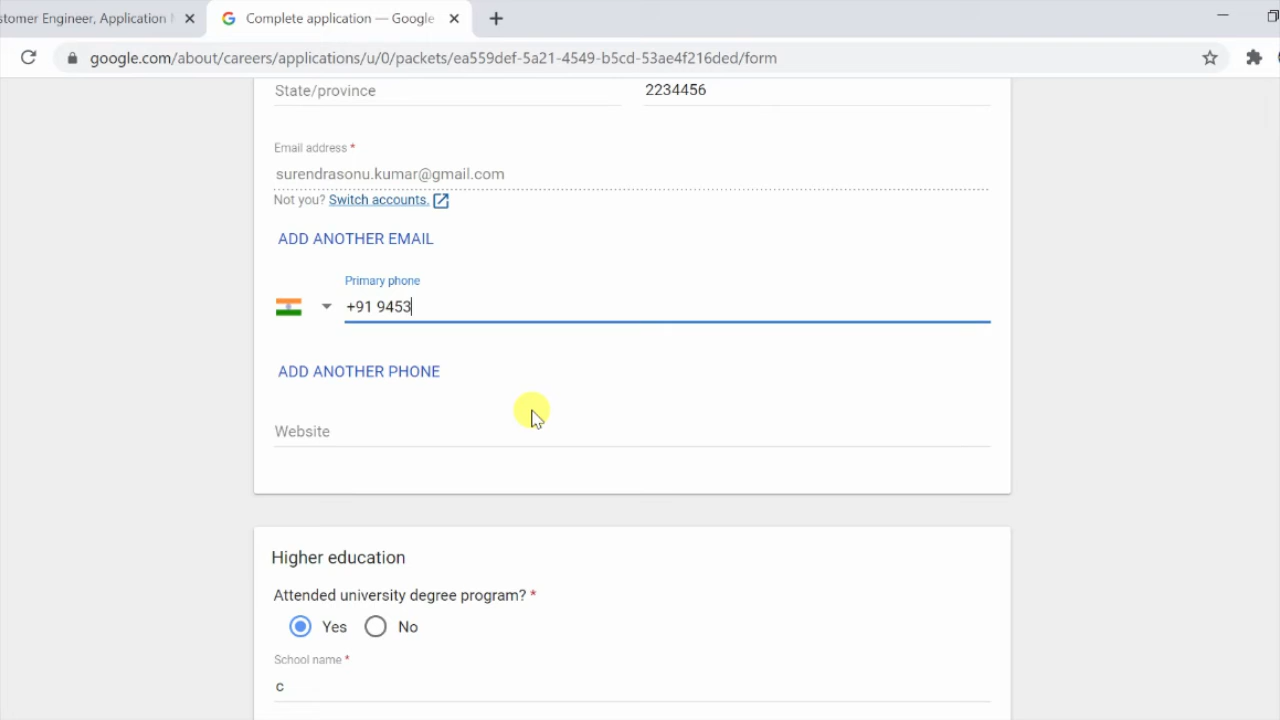 stomer Engineer, Application
Complete application — Google
google.com/about/careers/applications/u/0/packets/ea559def-5a21-4549-b5cd-53ae4f216ded/form
State/province 2234456
Email address *
surendrasonu.kumar@gmail.com
Not you? Switch accounts.
ADD ANOTHER EMAIL
Primary phone
+91 9453
ADD ANOTHER PHONE
Website
Higher education
Attended university degree program? *
Yes No
School name *
c